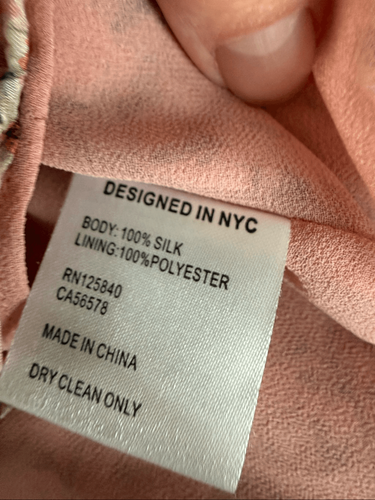 DESIGNED IN NYC
BODY: 100% SILK
LINING:100%POLYESTER
RN125840
CA56578
MADE IN CHINA
DRY CLEAN ONLY